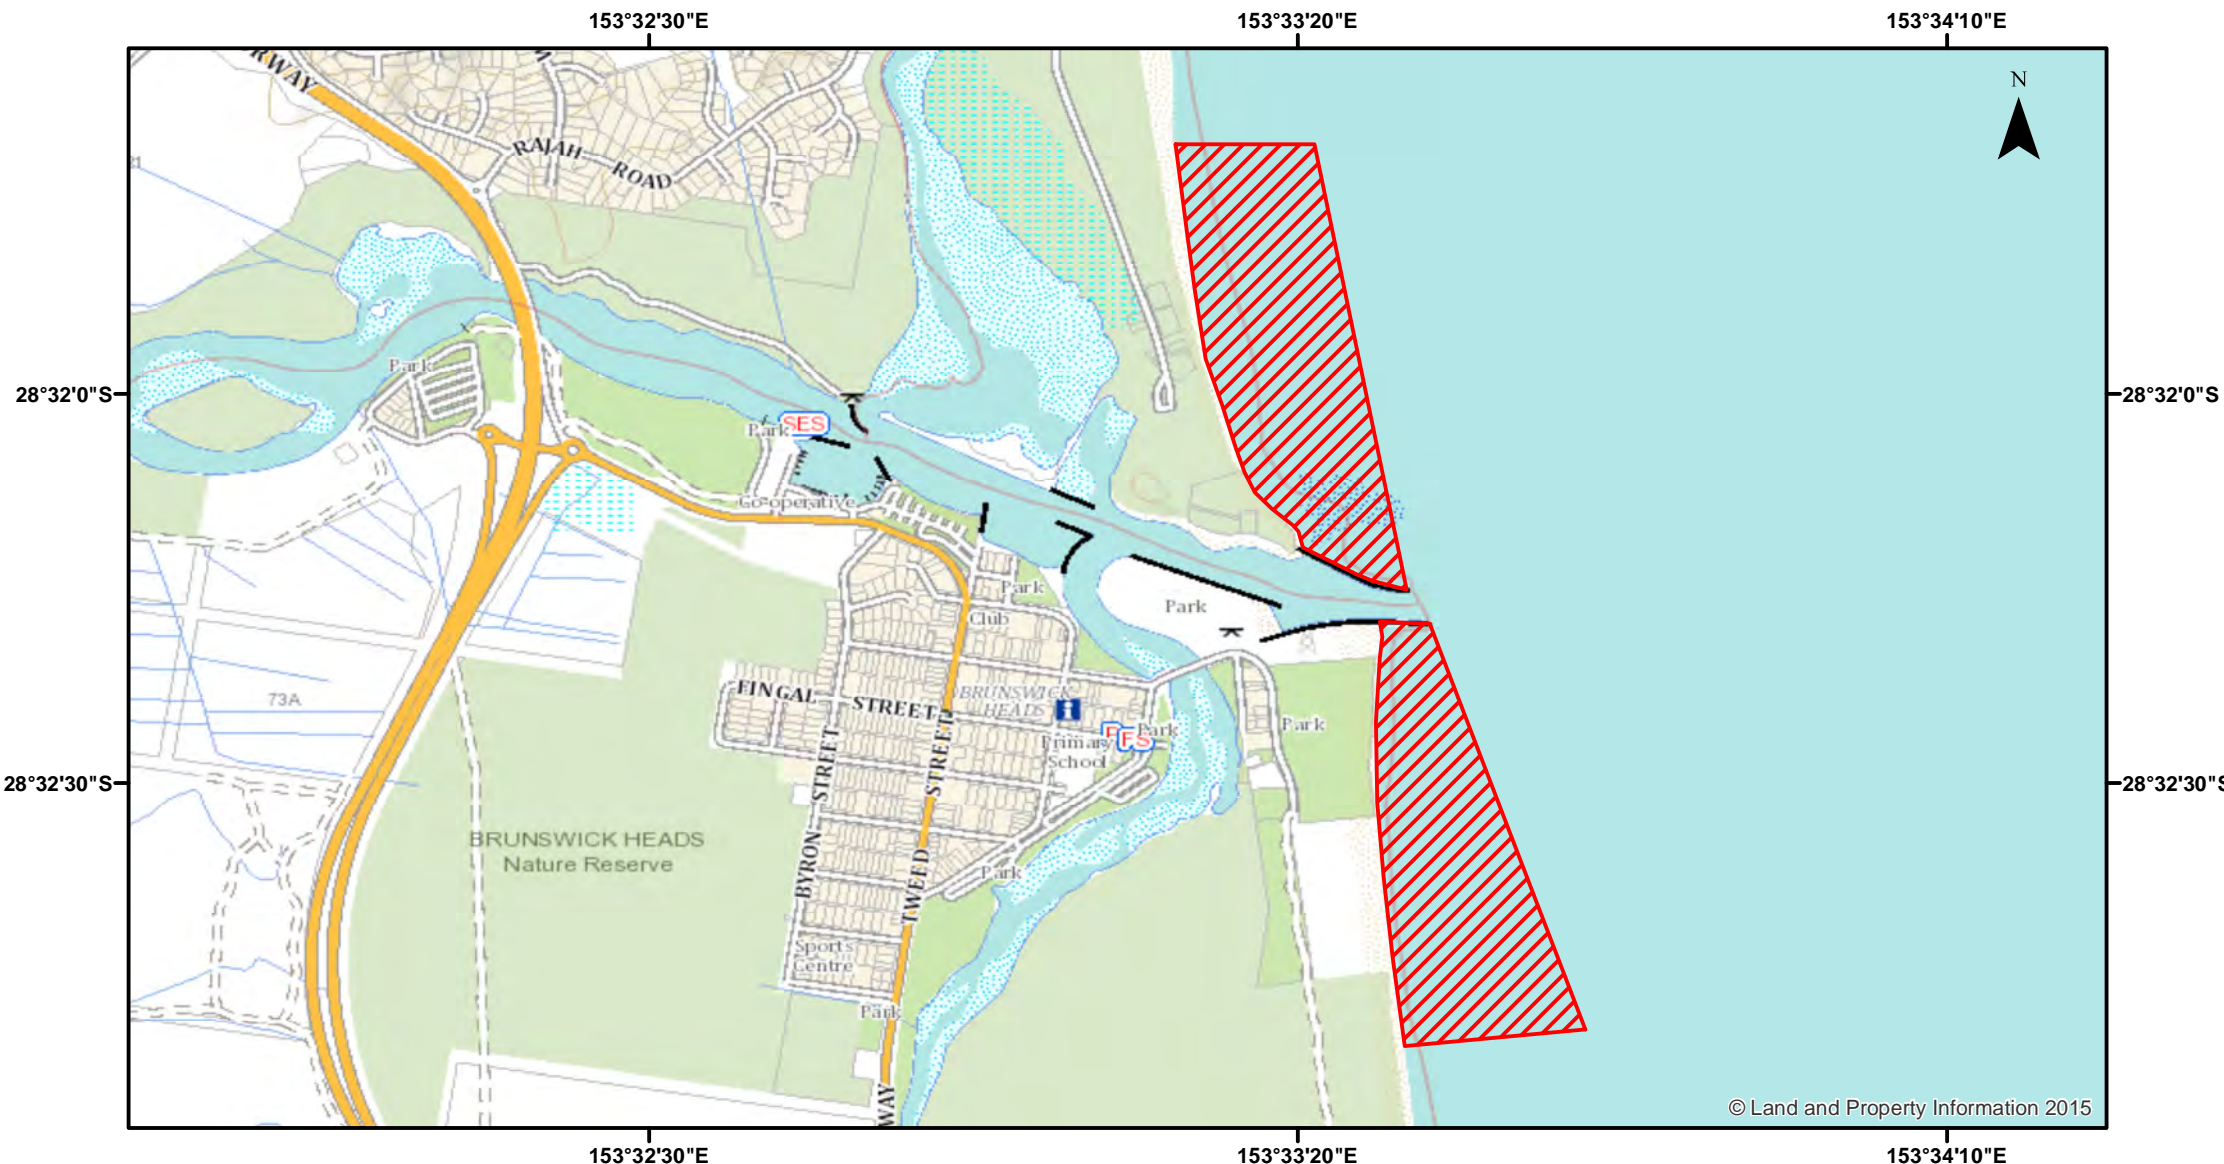 153°32'30"E
153°33'20"E
153°34'10"E
RWAY
N
RAJAH
ROAD
Park
28°32'0"S
28°32'0"S
SES
Park
Co-operative
Park
Park
Club
73A
FINGAL
STREET
BRUNSWICK
HEADS
Park
Park
Primary
School
FS
28°32'30"S
28°32'30"S
BYRON STREET
TWEED STREET
BRUNSWICK HEADS
Nature Reserve
Park
Sports
Centre
Park
WAY
© Land and Property Information 2015
153°32'30"E
153°33'20"E
153°34'10"E